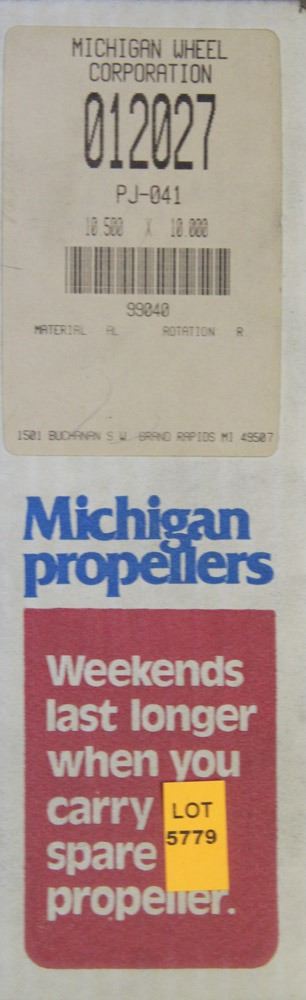 MICHIGAN WHEEL
CORPORATION
012027
PJ-041
10.500 X 10.000
99040
MATERIAL AL ROTATION R
1501 BUCHANAN S.W. GRAND RAPIDS MI 49507
Michigan
propellers
Weekends
last longer
when you
carry
spare
propeller.
LOT
5779